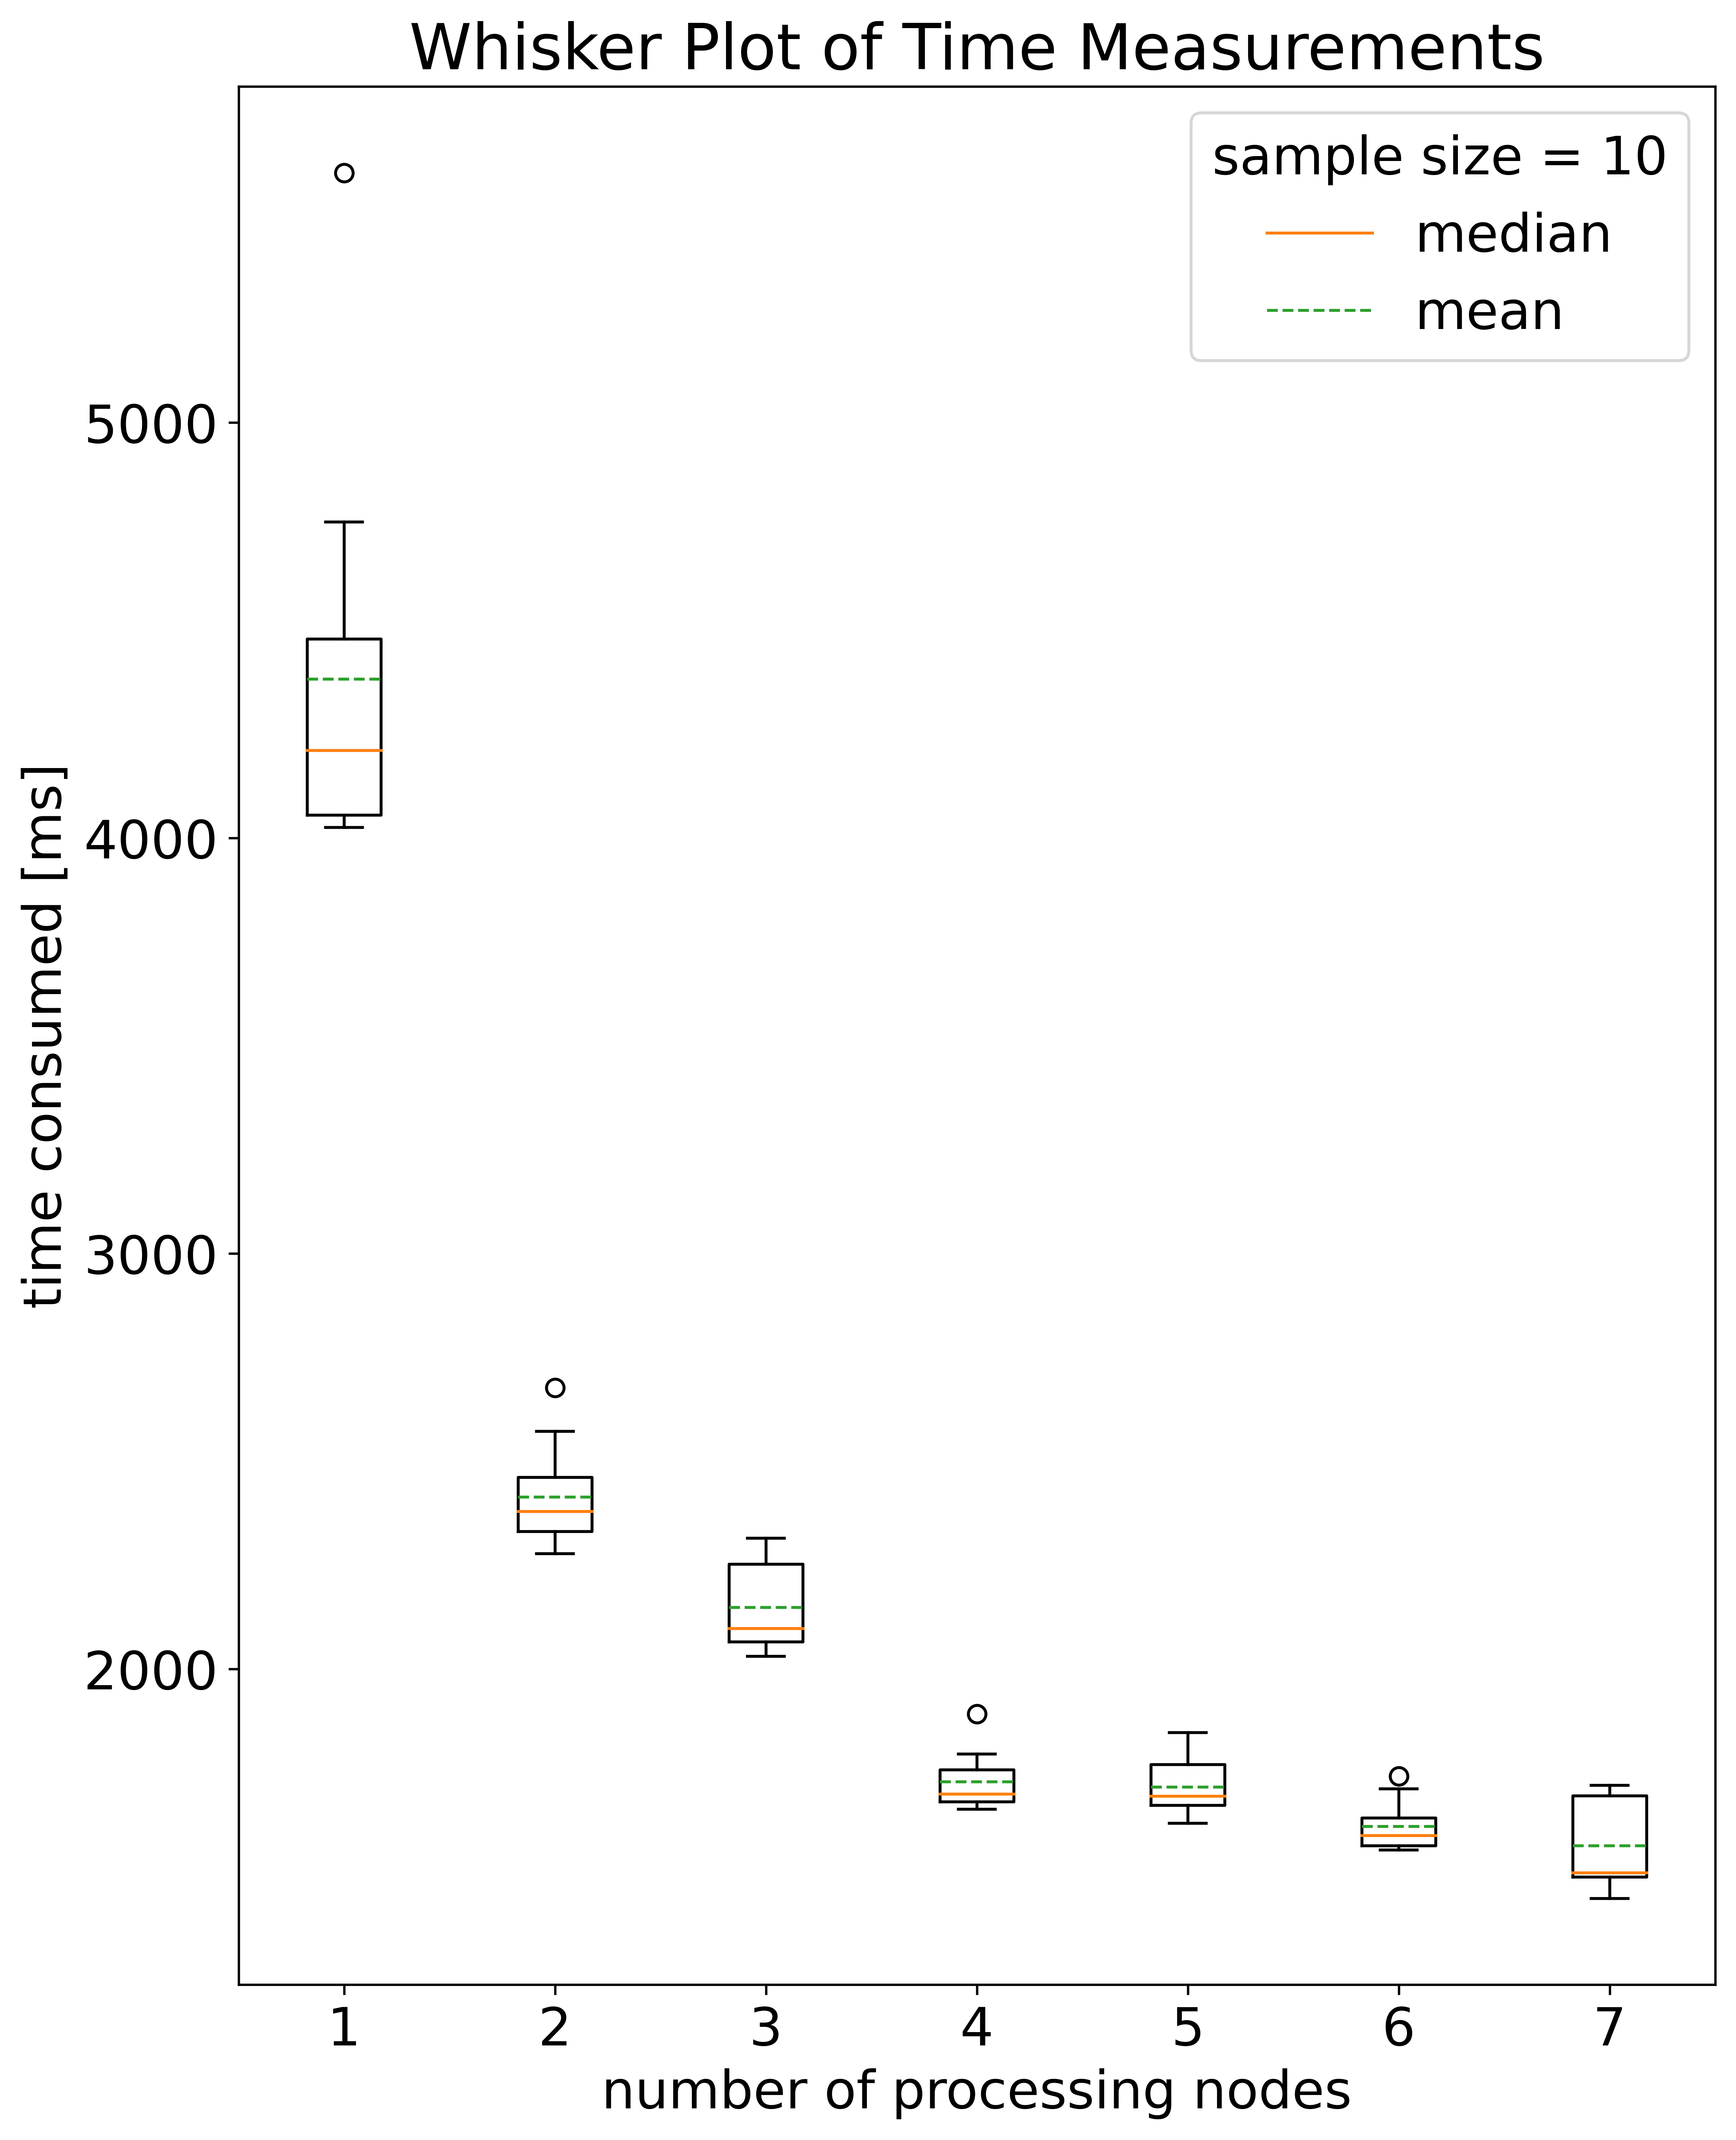 Whisker Plot of Time Measurements
sample size = 10
median
mean
5000
4000
3000
2000
time consumed [ms]
1 2 3 4 5 6 7
number of processing nodes